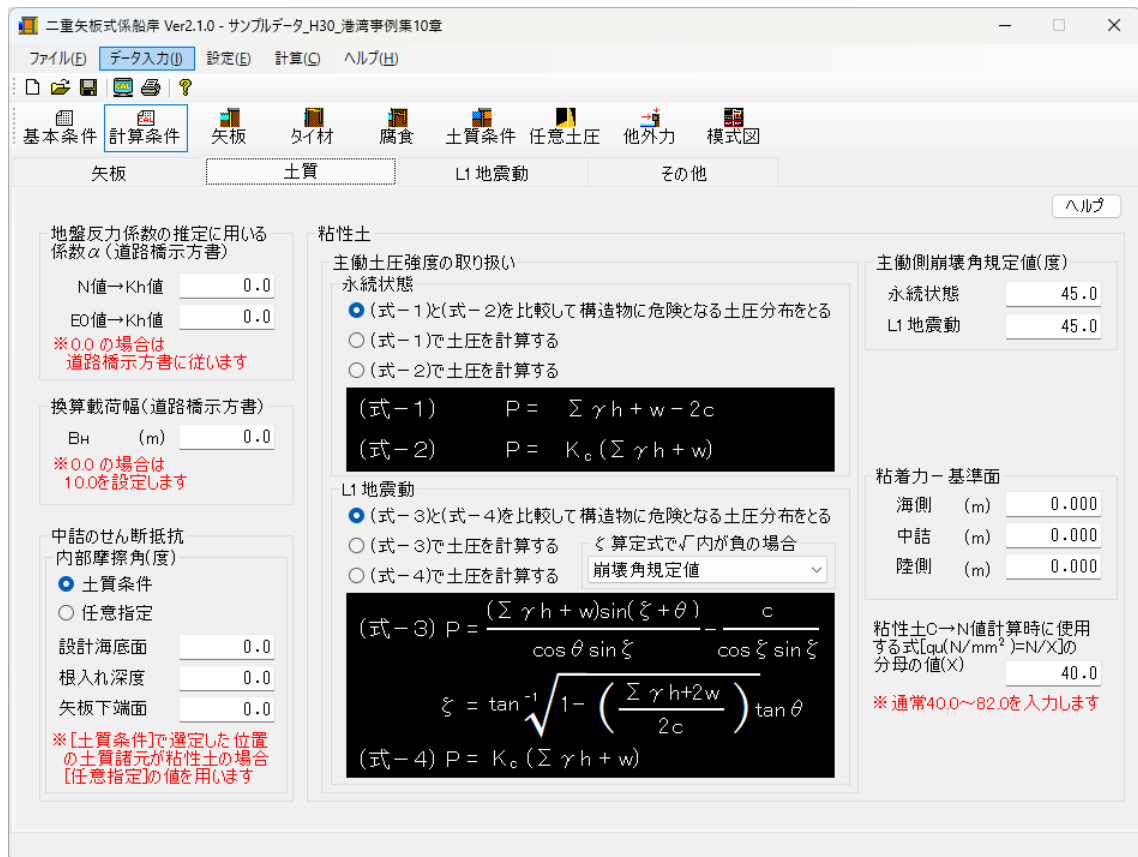 二重矢板式係船岸 Ver2.1.0 - サンプルデータ_H30_港湾事例集10章
ファイル(F) データ入力(I) 設定(E) 計算(C) ヘルプ(H)
基本条件 計算条件 矢板 タイ材 腐食 土質条件 任意土圧 他外力 模式図
矢板 土質 L1地震動 その他
ヘルプ
地盤反力係数の推定に用いる
係数α(道路橋示方書)
N値→Kh値 0.0
E0値→Kh値 0.0
※0.0の場合は
道路橋示方書に従います
換算載荷幅(道路橋示方書)
BH (m) 0.0
※0.0の場合は
10.0を設定します
中詰のせん断抵抗
内部摩擦角(度)
土質条件
任意指定
設計海底面 0.0
根入れ深度 0.0
矢板下端面 0.0
※[土質条件]で選定した位置
の土質諸元が粘性土の場合
[任意指定]の値を用います
粘性土
主働土圧強度の取り扱い
永続状態
(式-1)と(式-2)を比較して構造物に危険となる土圧分布をとる
(式-1)で土圧を計算する
(式-2)で土圧を計算する
(式-1) P = Σγh+w-2c
(式-2) P = Kc(Σγh+w)
L1地震動
(式-3)と(式-4)を比較して構造物に危険となる土圧分布をとる
(式-3)で土圧を計算する
(式-4)で土圧を計算する
ζ算定式で√内が負の場合
崩壊角規定値
(式-3) P = (Σγh+w)sin(ζ+θ) / cosθsinζ - c / cosζsinζ
ζ = tan-1 √ 1- ( Σγh+2w / 2c ) tanθ
(式-4) P = Kc(Σγh+w)
主働側崩壊角規定値(度)
永続状態 45.0
L1地震動 45.0
粘着力-基準面
海側 (m) 0.000
中詰 (m) 0.000
陸側 (m) 0.000
粘性土C→N値計算時に使用
する式[qu(N/mm²)=N/X]の
分母の値(X) 40.0
※通常40.0～82.0を入力します